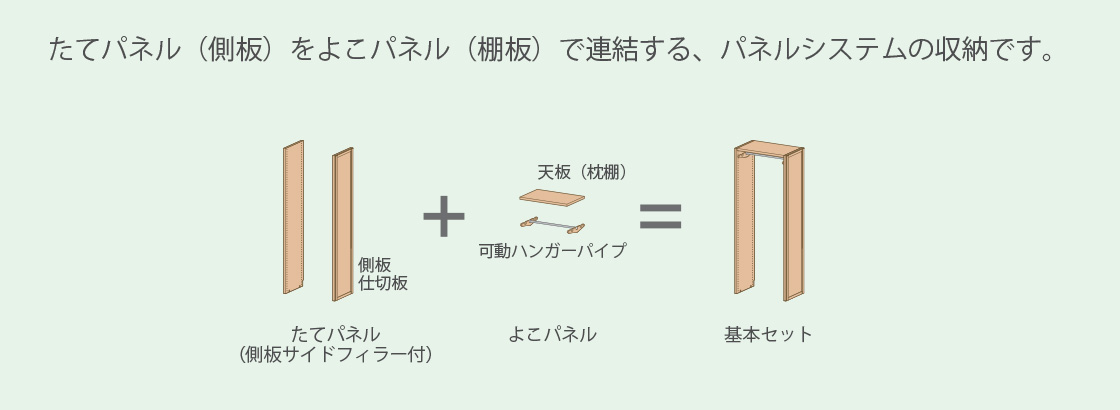 たてパネル（側板）をよこパネル（棚板）で連結する、パネルシステムの収納です。
天板（枕棚）
可動ハンガーパイプ
側板
仕切板
+
=
たてパネル
（側板サイドフィラー付）
よこパネル
基本セット